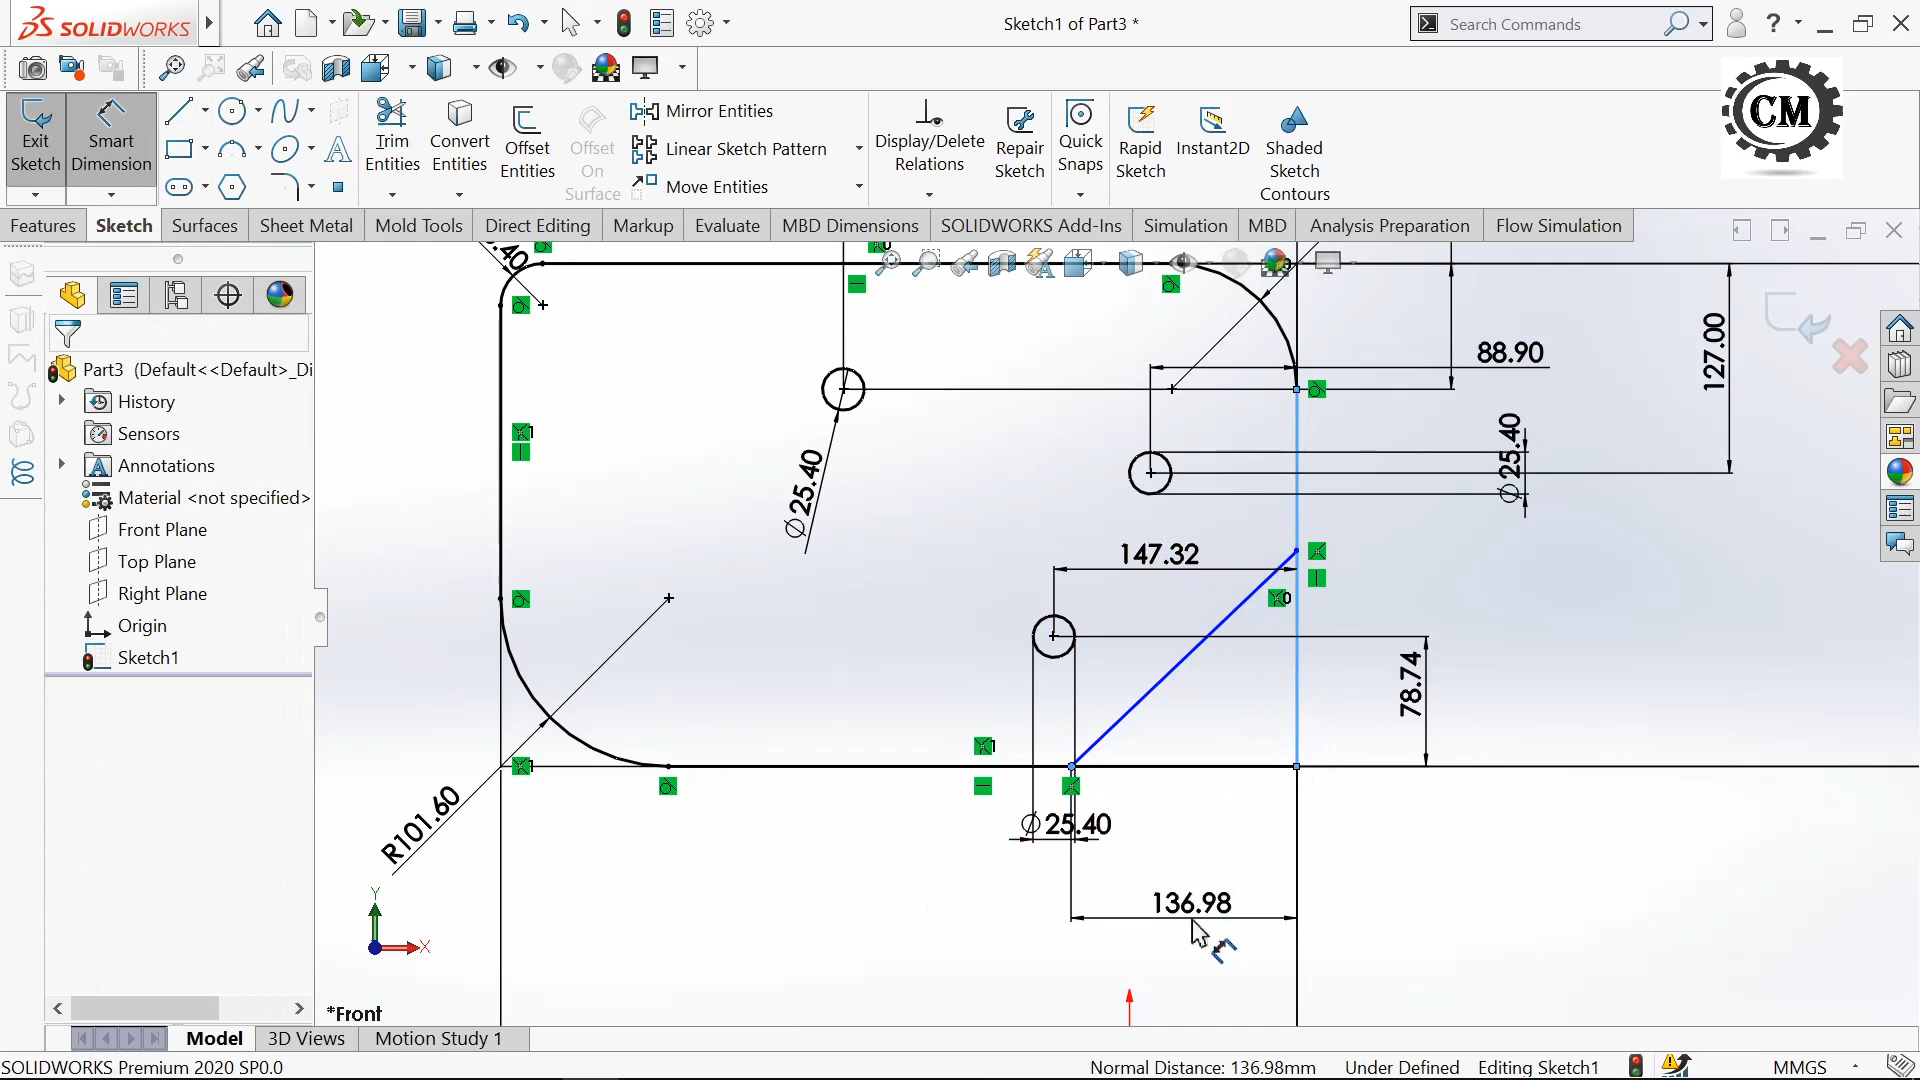 SOLIDWORKS
Sketch1 of Part3 *
Search Commands
?
Exit Sketch
Smart Dimension
Trim Entities
Convert Entities
Offset Entities
Offset On Surface
Mirror Entities
Linear Sketch Pattern
Move Entities
Display/Delete Relations
Repair Sketch
Quick Snaps
Rapid Sketch
Instant2D
Shaded Sketch Contours
CM
Features
Sketch
Surfaces
Sheet Metal
Mold Tools
Direct Editing
Markup
Evaluate
MBD Dimensions
SOLIDWORKS Add-Ins
Simulation
MBD
Analysis Preparation
Flow Simulation
Part3 (Default<<Default>_Di
History
Sensors
Annotations
Material <not specified>
Front Plane
Top Plane
Right Plane
Origin
Sketch1
88.90
127.00
∅25.40
∅25.40
147.32
78.74
R101.60
∅25.40
136.98
Y
X
*Front
Model
3D Views
Motion Study 1
SOLIDWORKS Premium 2020 SP0.0
Normal Distance: 136.98mm
Under Defined
Editing Sketch1
MMGS